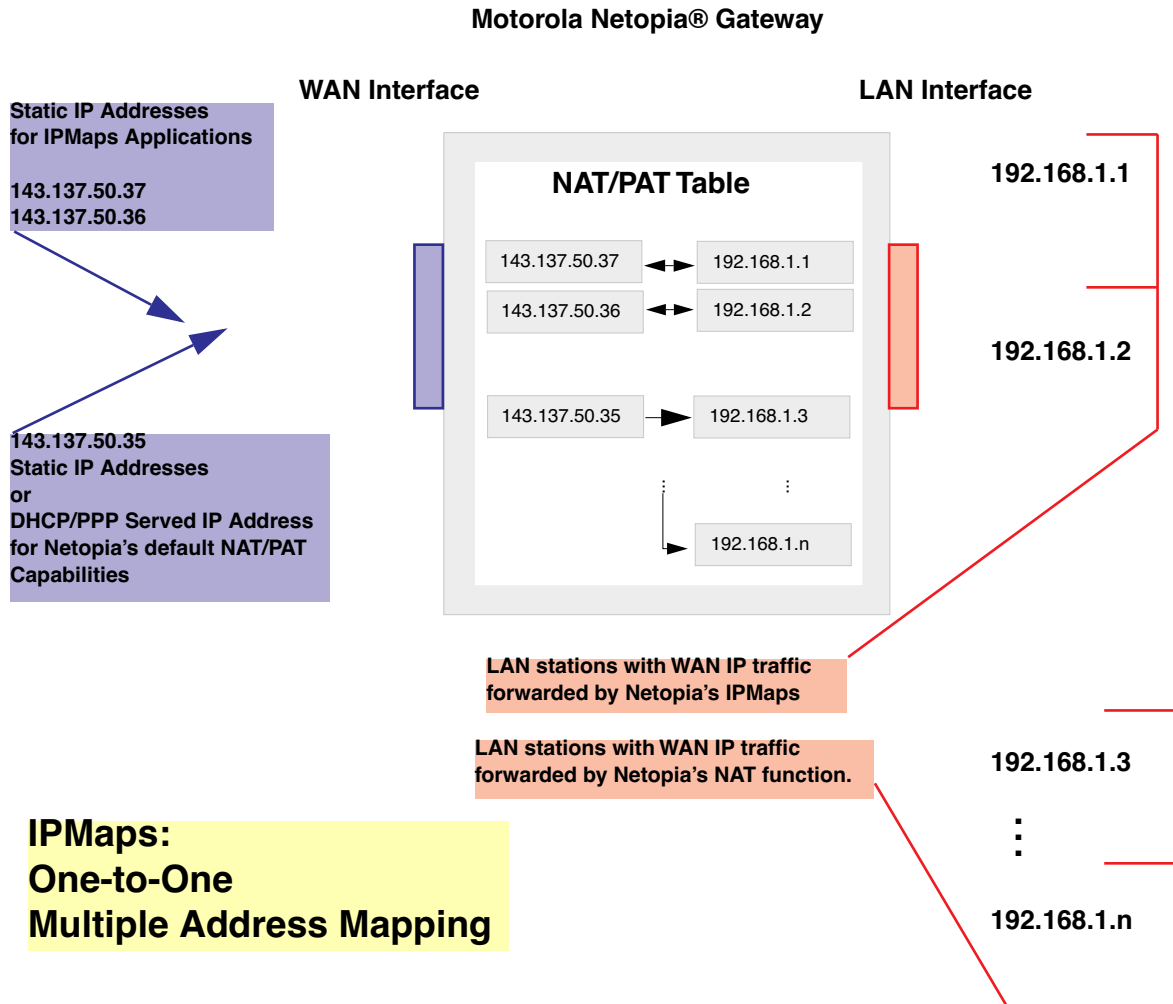 Motorola Netopia® Gateway
WAN Interface
LAN Interface
Static IP Addresses
for IPMaps Applications
143.137.50.37
143.137.50.36
NAT/PAT Table
143.137.50.37
192.168.1.1
143.137.50.36
192.168.1.2
143.137.50.35
192.168.1.3
...
...
192.168.1.n
192.168.1.1
192.168.1.2
143.137.50.35
Static IP Addresses
or
DHCP/PPP Served IP Address
for Netopia's default NAT/PAT
Capabilities
LAN stations with WAN IP traffic
forwarded by Netopia's IPMaps
LAN stations with WAN IP traffic
forwarded by Netopia's NAT function.
192.168.1.3
...
192.168.1.n
IPMaps:
One-to-One
Multiple Address Mapping